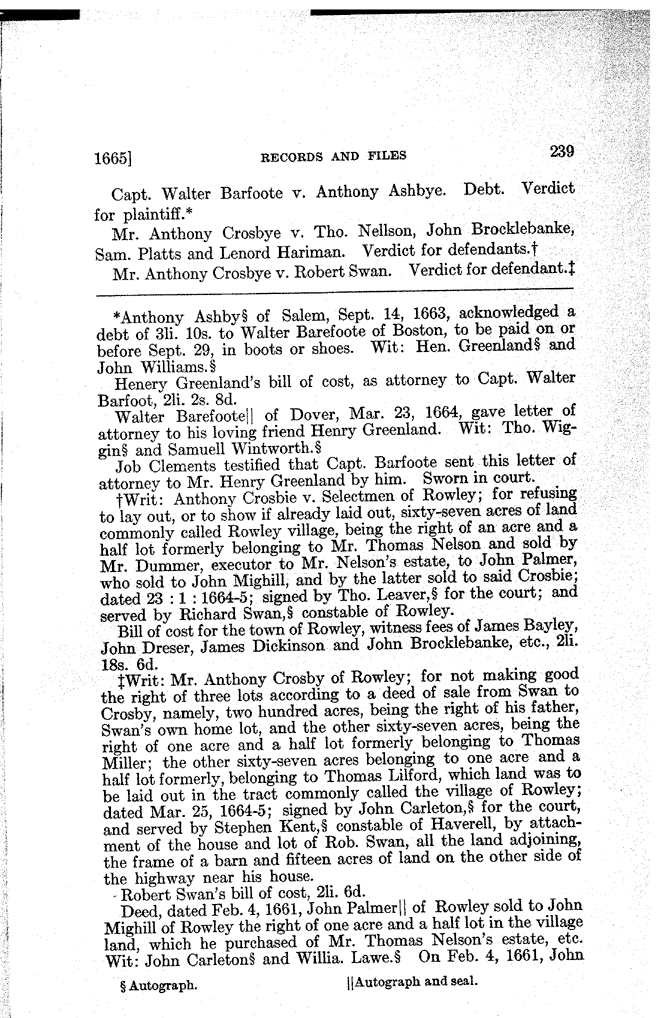 1665] RECORDS AND FILES 239
Capt. Walter Barfoote v. Anthony Ashbye. Debt. Verdict
for plaintiff.*
Mr. Anthony Crosbye v. Tho. Nellson, John Brocklebanke,
Sam. Platts and Lenord Hariman. Verdict for defendants.†
Mr. Anthony Crosbye v. Robert Swan. Verdict for defendant.‡
*Anthony Ashby§ of Salem, Sept. 14, 1663, acknowledged a
debt of 3li. 10s. to Walter Barefoote of Boston, to be paid on or
before Sept. 29, in boots or shoes. Wit: Hen. Greenland§ and
John Williams.§
Henery Greenland's bill of cost, as attorney to Capt. Walter
Barfoot, 2li. 2s. 8d.
Walter Barefoote|| of Dover, Mar. 23, 1664, gave letter of
attorney to his loving friend Henry Greenland. Wit: Tho. Wig-
gin§ and Samuell Wintworth.§
Job Clements testified that Capt. Barfoote sent this letter of
attorney to Mr. Henry Greenland by him. Sworn in court.
†Writ: Anthony Crosbie v. Selectmen of Rowley; for refusing
to lay out, or to show if already laid out, sixty-seven acres of land
commonly called Rowley village, being the right of an acre and a
half lot formerly belonging to Mr. Thomas Nelson and sold by
Mr. Dummer, executor to Mr. Nelson's estate, to John Palmer,
who sold to John Mighill, and by the latter sold to said Crosbie;
dated 23 : 1 : 1664-5; signed by Tho. Leaver,§ for the court; and
served by Richard Swan,§ constable of Rowley.
Bill of cost for the town of Rowley, witness fees of James Bayley,
John Dreser, James Dickinson and John Brocklebanke, etc., 2li.
18s. 6d.
‡Writ: Mr. Anthony Crosby of Rowley; for not making good
the right of three lots according to a deed of sale from Swan to
Crosby, namely, two hundred acres, being the right of his father,
Swan's own home lot, and the other sixty-seven acres, being the
right of one acre and a half lot formerly belonging to Thomas
Miller; the other sixty-seven acres belonging to one acre and a
half lot formerly, belonging to Thomas Lilford, which land was to
be laid out in the tract commonly called the village of Rowley;
dated Mar. 25, 1664-5; signed by John Carleton,§ for the court,
and served by Stephen Kent,§ constable of Haverell, by attach-
ment of the house and lot of Rob. Swan, all the land adjoining,
the frame of a barn and fifteen acres of land on the other side of
the highway near his house.
Robert Swan's bill of cost, 2li. 6d.
Deed, dated Feb. 4, 1661, John Palmer|| of Rowley sold to John
Mighill of Rowley the right of one acre and a half lot in the village
land, which he purchased of Mr. Thomas Nelson's estate, etc.
Wit: John Carleton§ and Willia. Lawe.§ On Feb. 4, 1661, John
§ Autograph. ||Autograph and seal.